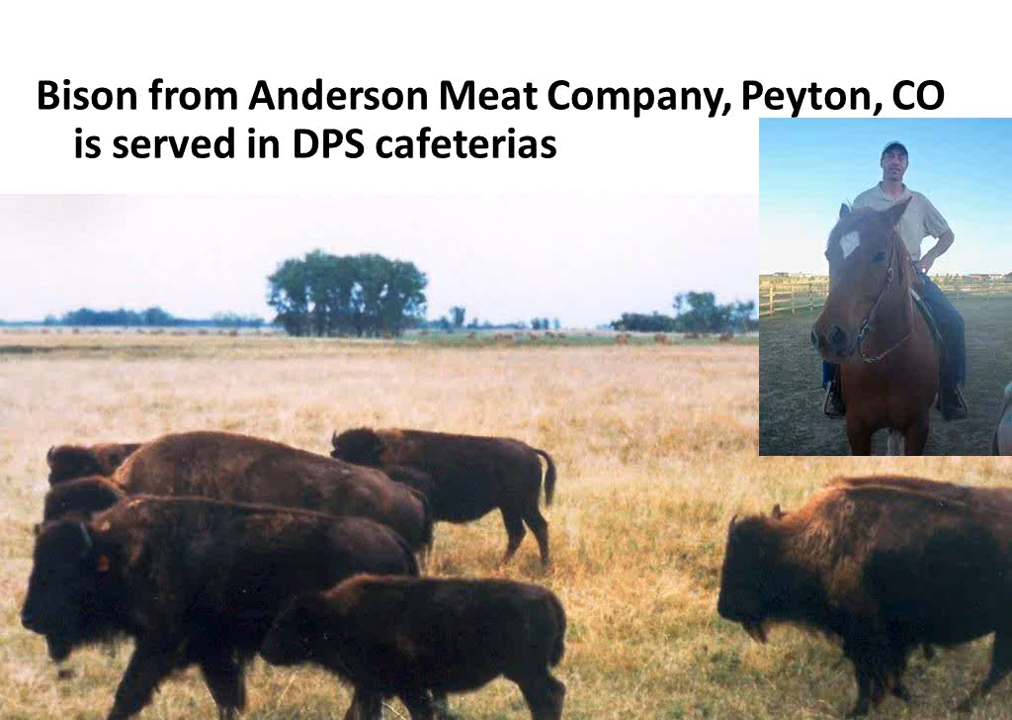 Bison from Anderson Meat Company, Peyton, CO
is served in DPS cafeterias